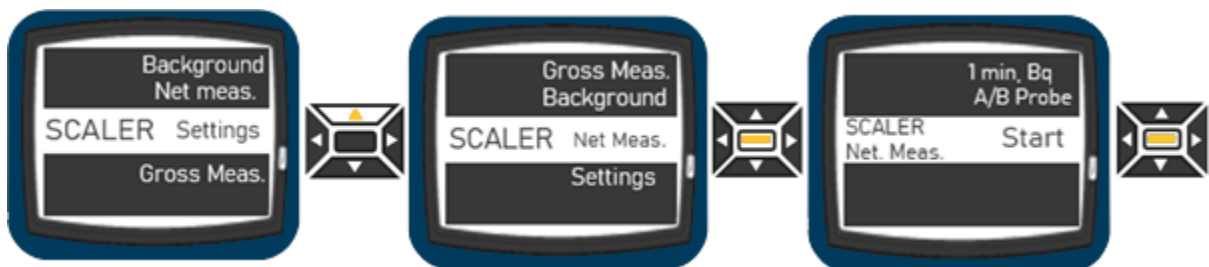 Background
Net meas.
SCALER Settings
Gross Meas.
Gross Meas.
Background
SCALER Net Meas.
Settings
1 min, Bq
A/B Probe
SCALER
Net. Meas.
Start